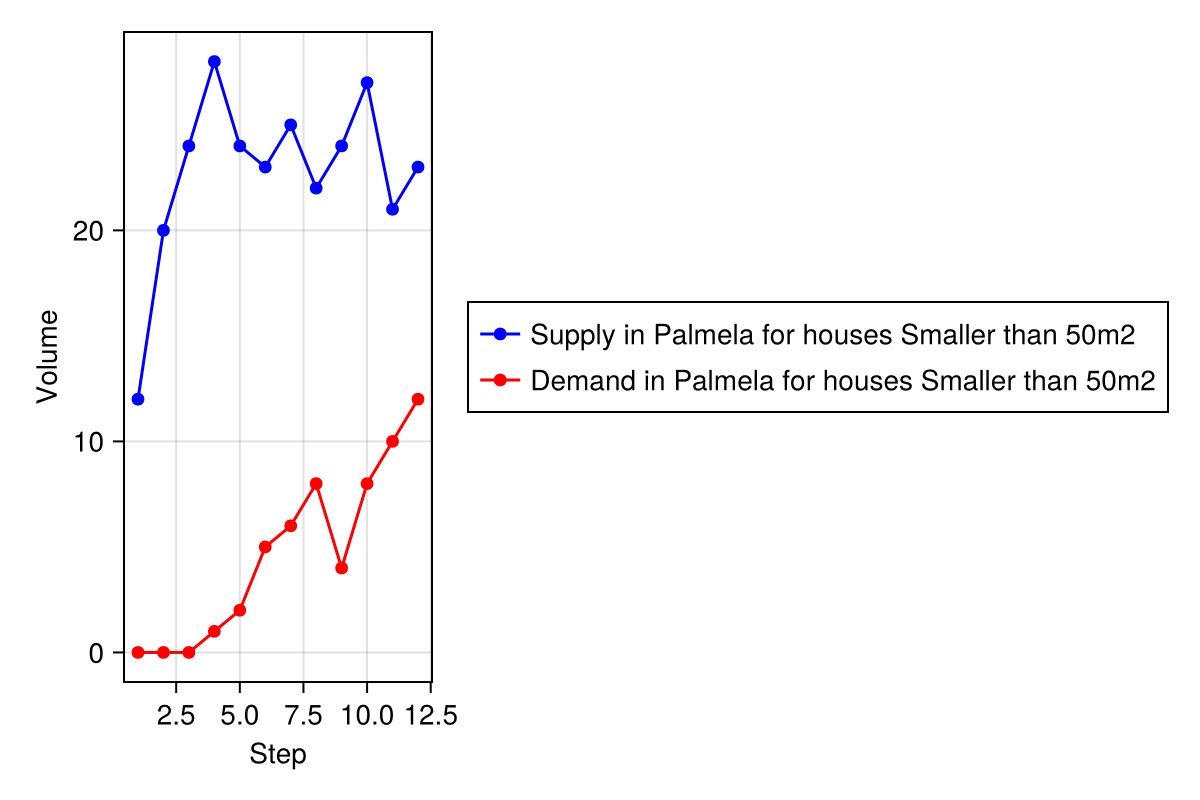 20
10
0
Volume
2.5 5.0 7.5 10.0 12.5
Step
Supply in Palmela for houses Smaller than 50m2
Demand in Palmela for houses Smaller than 50m2